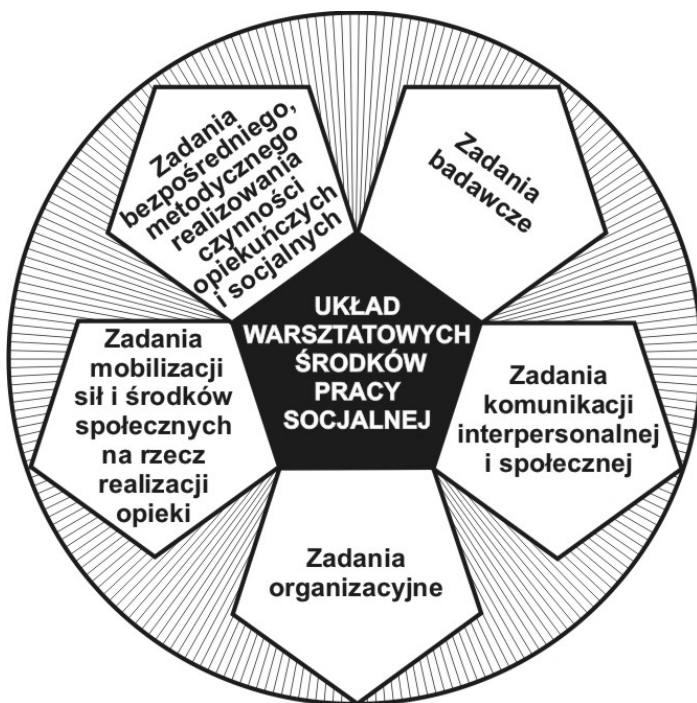 Zadania
bezpośredniego,
metodycznego
realizowania
czynności
opiekuńczych
i socjalnych
Zadania
badawcze
UKŁAD
WARSZTATOWYCH
ŚRODKÓW
PRACY
SOCJALNEJ
Zadania
mobilizacji
sił i środków
społecznych
na rzecz
realizacji
opieki
Zadania
komunikacji
interpersonalnej
i społecznej
Zadania
organizacyjne